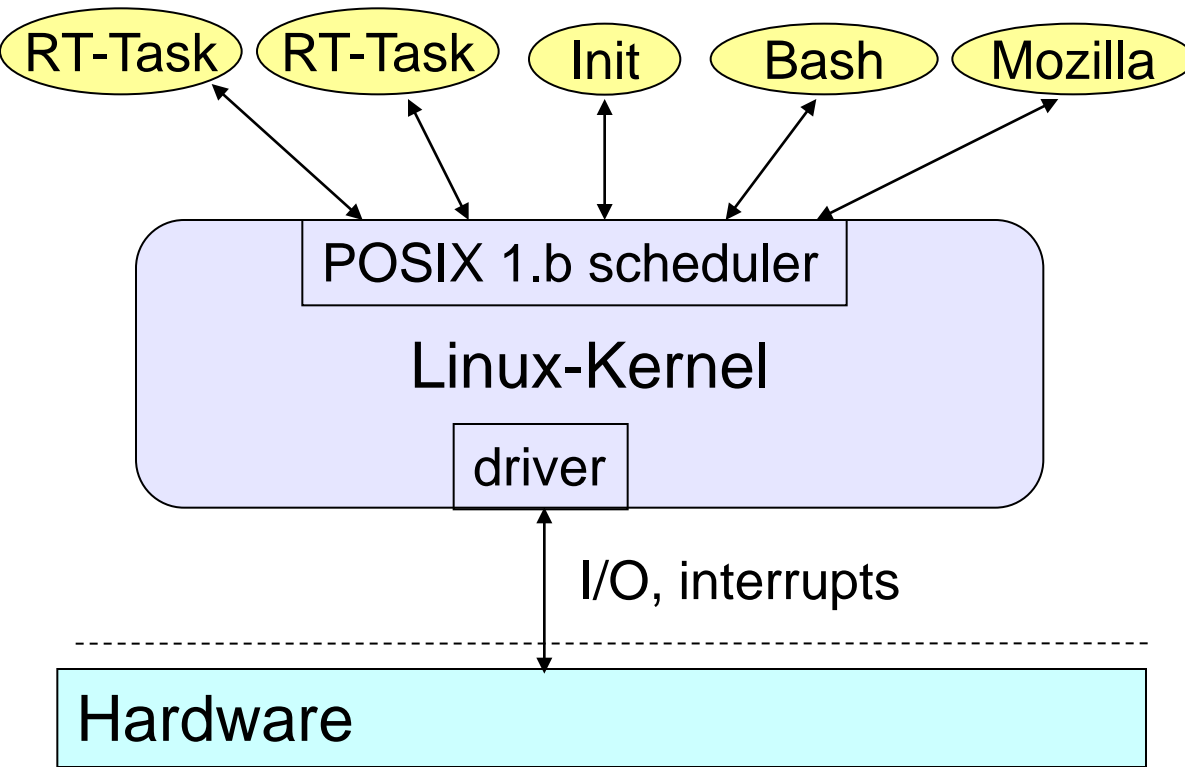 RT-Task RT-Task Init Bash Mozilla
POSIX 1.b scheduler
Linux-Kernel
driver
I/O, interrupts
Hardware